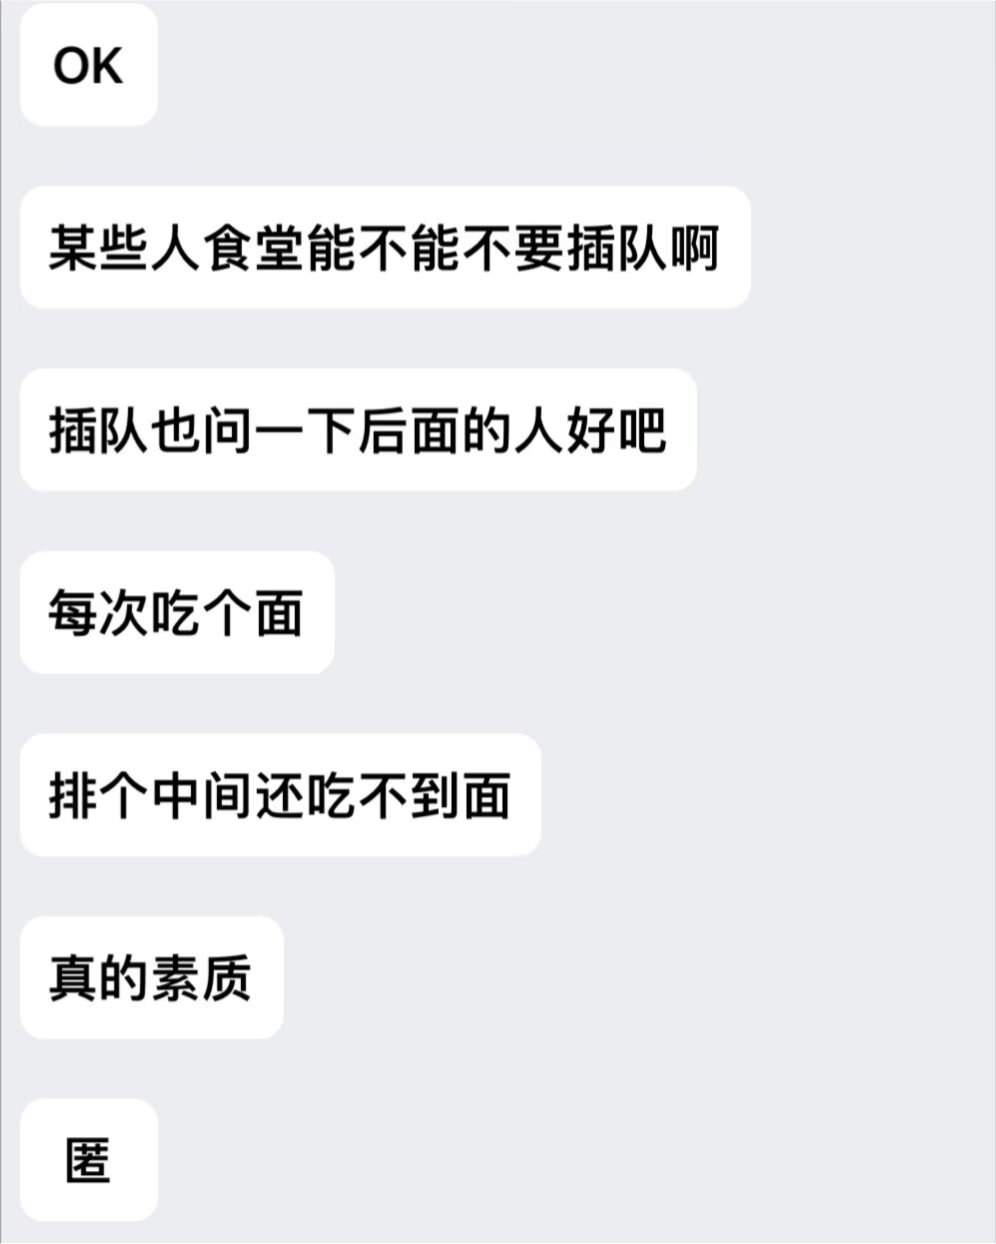 OK
某些人食堂能不能不要插队啊
插队也问一下后面的人好吧
每次吃个面
排个中间还吃不到面
真的素质
匿